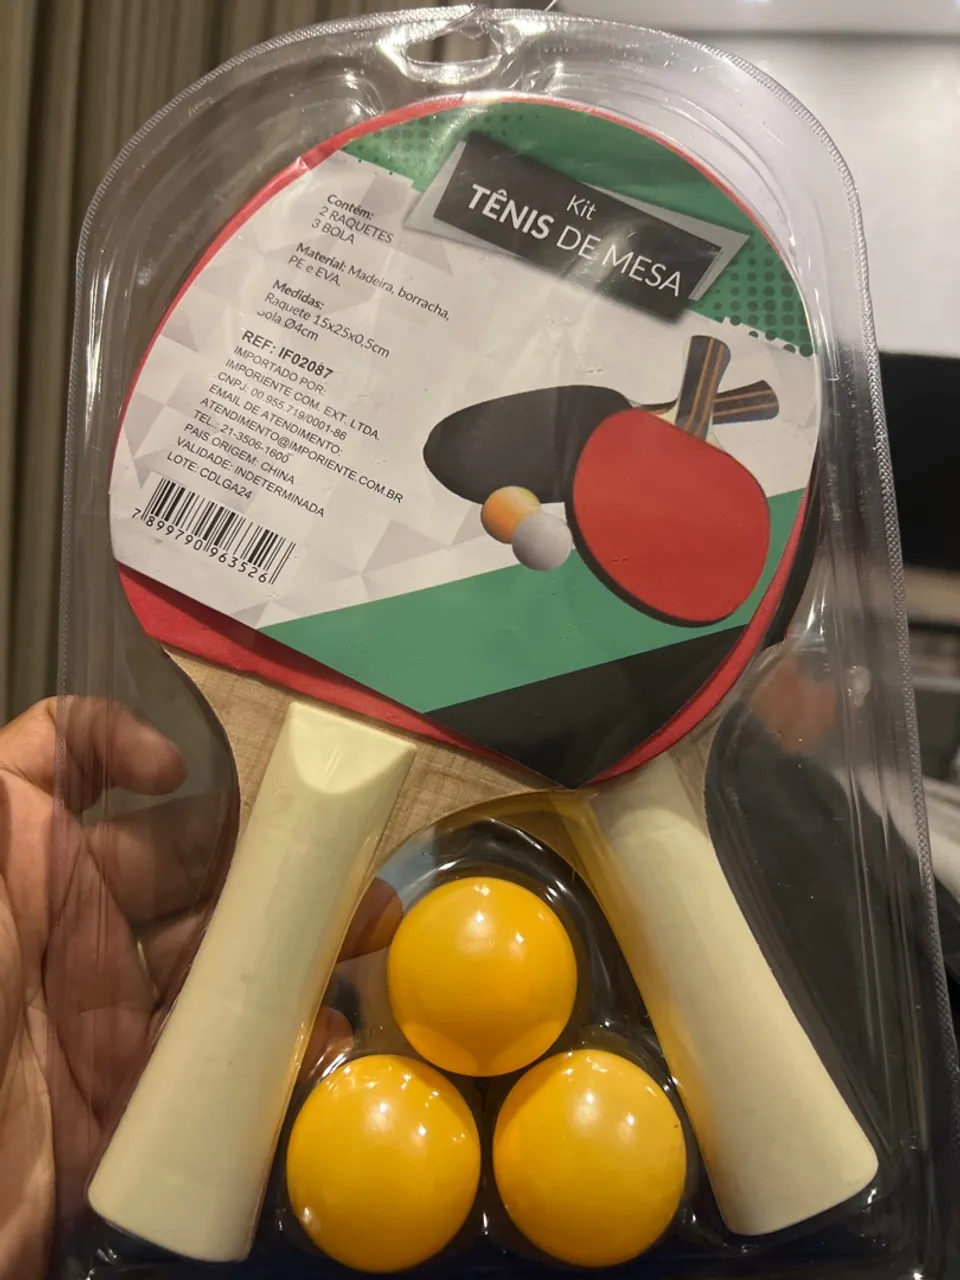 Kit
TÊNIS DE MESA
Contém:
2 RAQUETES
3 BOLA
Material: Madeira, borracha,
PE e EVA.
Medidas:
Raquete 15x25x0,5cm
Bola Ø4cm
REF: IF02087
IMPORTADO POR:
IMPORIENTE COM. EXT. LTDA.
CNPJ: 00.955.719/0001-86
EMAIL DE ATENDIMENTO:
ATENDIMENTO@IMPORIENTE.COM.BR
TEL.: 21-3506-1600
PAIS ORIGEM: CHINA
VALIDADE: INDETERMINADA
LOTE: CDLGA24
7 899790 963526